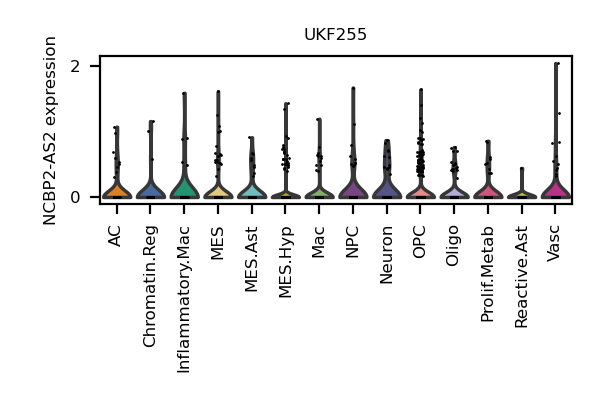 UKF255
NCBP2-AS2 expression
2
0
AC
Chromatin.Reg
Inflammatory.Mac
MES
MES.Ast
MES.Hyp
Mac
NPC
Neuron
OPC
Oligo
Prolif.Metab
Reactive.Ast
Vasc